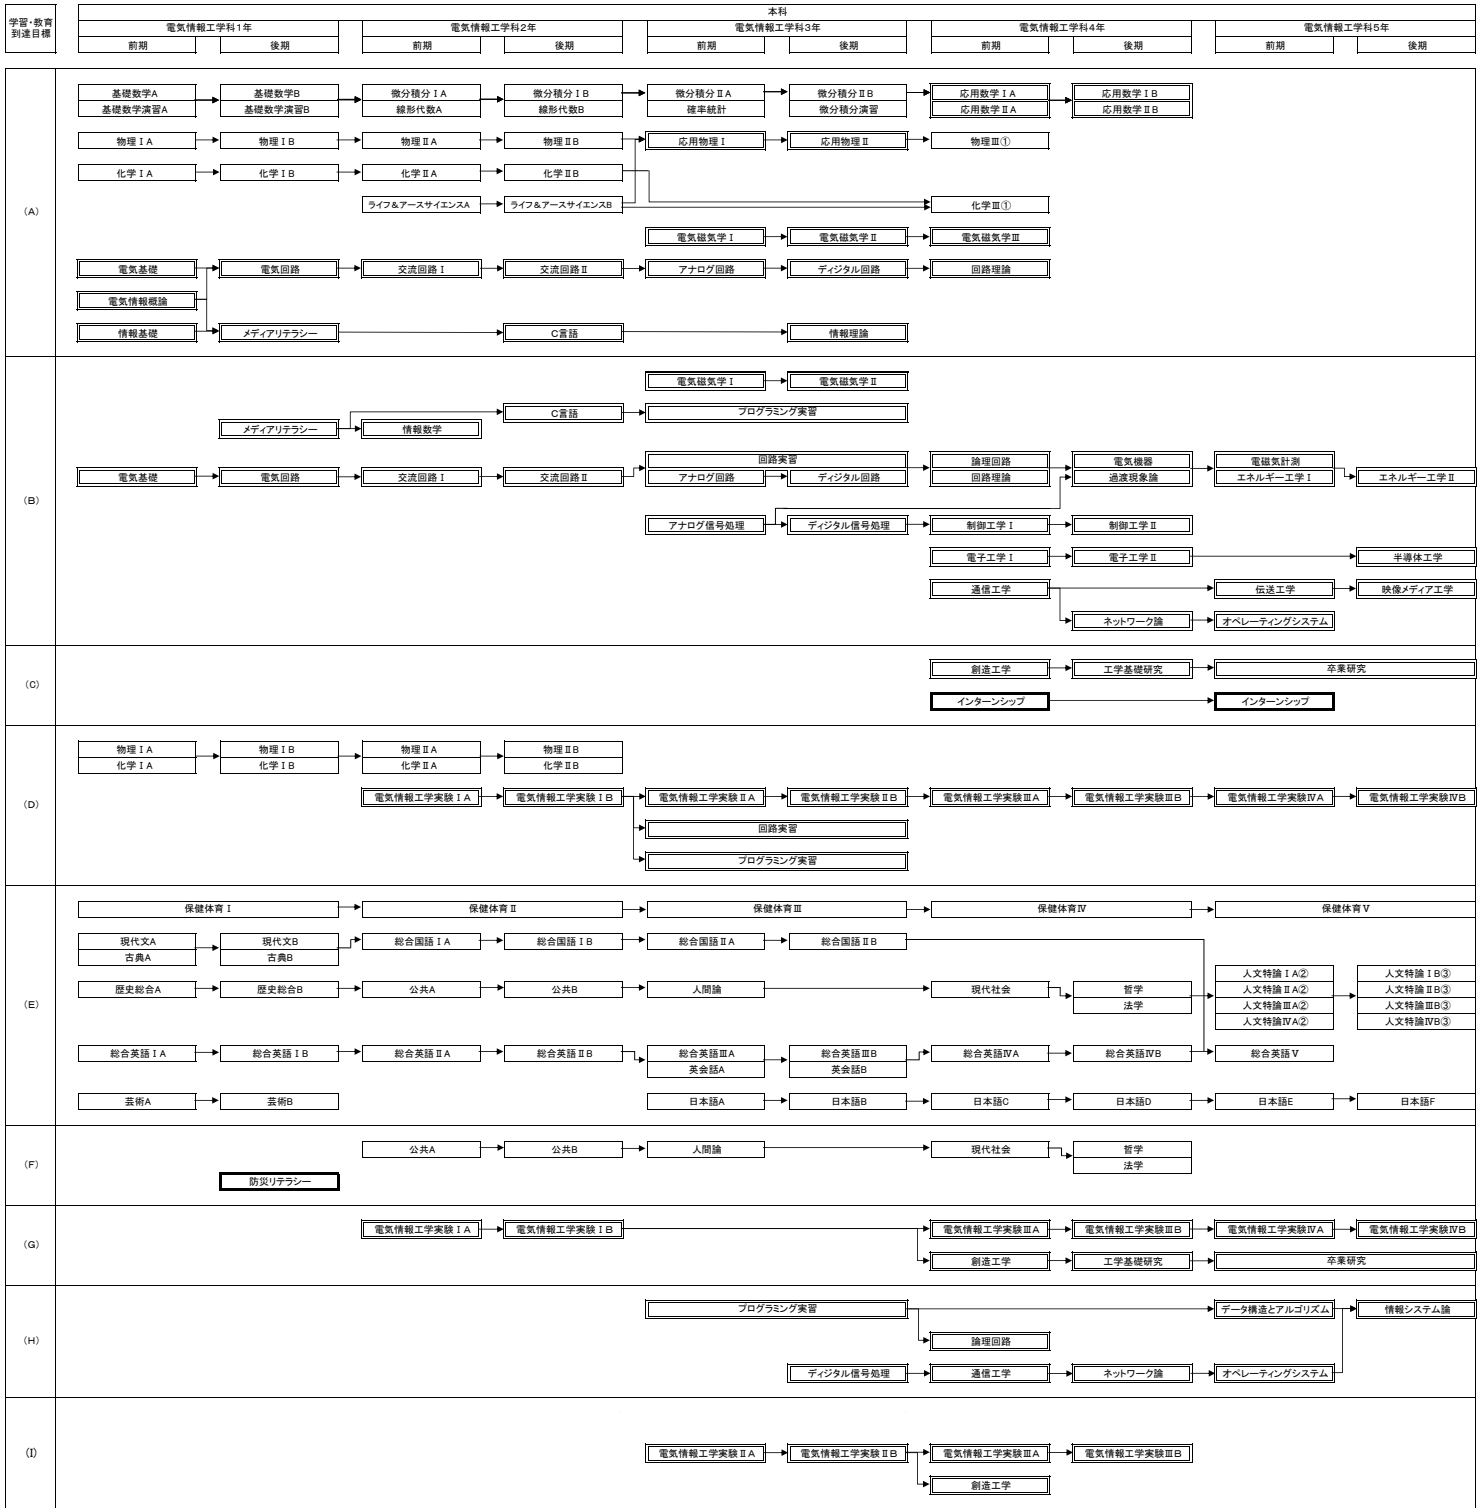 学習・教育
到達目標
本科
電気情報工学科1年 電気情報工学科2年 電気情報工学科3年 電気情報工学科4年 電気情報工学科5年
前期 後期 前期 後期 前期 後期 前期 後期 前期 後期
(A)
基礎数学A 基礎数学B 微分積分ⅠA 微分積分ⅠB 微分積分ⅡA 微分積分ⅡB 応用数学ⅠA 応用数学ⅠB
基礎数学演習A 基礎数学演習B 線形代数A 線形代数B 確率統計 微分積分演習 応用数学ⅡA 応用数学ⅡB
物理ⅠA 物理ⅠB 物理ⅡA 物理ⅡB 応用物理Ⅰ 応用物理Ⅱ 物理Ⅲ①
化学ⅠA 化学ⅠB 化学ⅡA 化学ⅡB
ライフ&アースサイエンスA ライフ&アースサイエンスB 化学Ⅲ①
電気磁気学Ⅰ 電気磁気学Ⅱ 電気磁気学Ⅲ
電気基礎 電気回路 交流回路Ⅰ 交流回路Ⅱ アナログ回路 ディジタル回路 回路理論
電気情報概論
情報基礎 メディアリテラシー C言語 情報理論
(B)
電気磁気学Ⅰ 電気磁気学Ⅱ
C言語 プログラミング実習
メディアリテラシー 情報数学
回路実習 論理回路 電気機器 電磁気計測
電気基礎 電気回路 交流回路Ⅰ 交流回路Ⅱ アナログ回路 ディジタル回路 回路理論 過渡現象論 エネルギー工学Ⅰ エネルギー工学Ⅱ
アナログ信号処理 ディジタル信号処理 制御工学Ⅰ 制御工学Ⅱ
電子工学Ⅰ 電子工学Ⅱ 半導体工学
通信工学 伝送工学 映像メディア工学
ネットワーク論 オペレーティングシステム
(C)
創造工学 工学基礎研究 卒業研究
インターンシップ インターンシップ
(D)
物理ⅠA 物理ⅠB 物理ⅡA 物理ⅡB
化学ⅠA 化学ⅠB 化学ⅡA 化学ⅡB
電気情報工学実験ⅠA 電気情報工学実験ⅠB 電気情報工学実験ⅡA 電気情報工学実験ⅡB 電気情報工学実験ⅢA 電気情報工学実験ⅢB 電気情報工学実験ⅣA 電気情報工学実験ⅣB
回路実習
プログラミング実習
(E)
保健体育Ⅰ 保健体育Ⅱ 保健体育Ⅲ 保健体育Ⅳ 保健体育Ⅴ
現代文A 現代文B 総合国語ⅠA 総合国語ⅠB 総合国語ⅡA 総合国語ⅡB
古典A 古典B
人文特論ⅠA② 人文特論ⅠB③
歴史総合A 歴史総合B 公共A 公共B 人間論 現代社会 哲学 人文特論ⅡA② 人文特論ⅡB③
法学 人文特論ⅢA② 人文特論ⅢB③
人文特論ⅣA② 人文特論ⅣB③
総合英語ⅠA 総合英語ⅠB 総合英語ⅡA 総合英語ⅡB 総合英語ⅢA 総合英語ⅢB 総合英語ⅣA 総合英語ⅣB 総合英語Ⅴ
英会話A 英会話B
芸術A 芸術B 日本語A 日本語B 日本語C 日本語D 日本語E 日本語F
(F)
公共A 公共B 人間論 現代社会 哲学
法学
防災リテラシー
(G)
電気情報工学実験ⅠA 電気情報工学実験ⅠB 電気情報工学実験ⅢA 電気情報工学実験ⅢB 電気情報工学実験ⅣA 電気情報工学実験ⅣB
創造工学 工学基礎研究 卒業研究
(H)
プログラミング実習 データ構造とアルゴリズム 情報システム論
論理回路
ディジタル信号処理 通信工学 ネットワーク論 オペレーティングシステム
(I)
電気情報工学実験ⅡA 電気情報工学実験ⅡB 電気情報工学実験ⅢA 電気情報工学実験ⅢB
創造工学